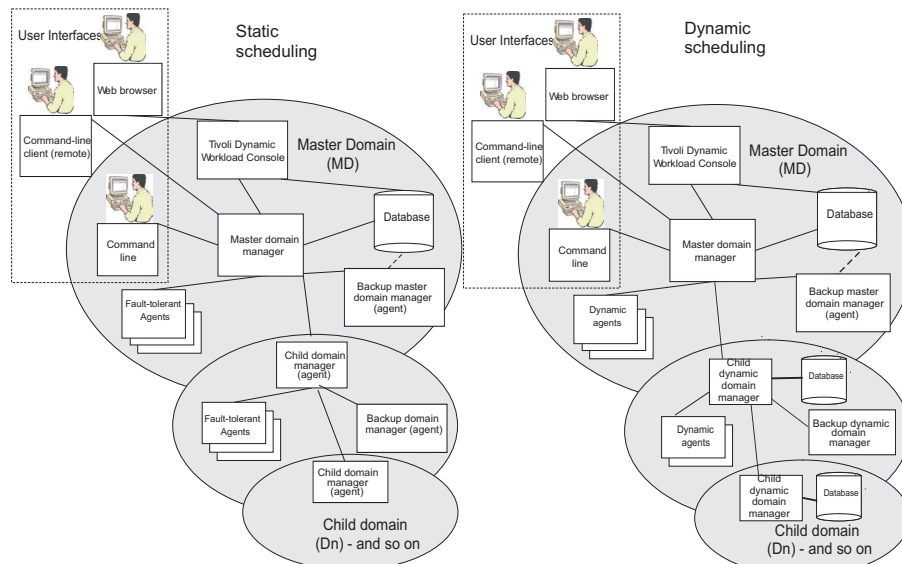 User Interfaces
Static
scheduling
Web browser
Command-line
client (remote)
Tivoli Dynamic
Workload Console
Master Domain
(MD)
Database
Command
line
Master domain
manager
Backup master
domain manager
(agent)
Fault-tolerant
Agents
Child domain
manager
(agent)
Fault-tolerant
Agents
Backup domain
manager (agent)
Child domain
manager
(agent)
Child domain
(Dn) - and so on
User Interfaces
Dynamic
scheduling
Web browser
Command-line
client (remote)
Tivoli Dynamic
Workload Console
Master Domain
(MD)
Database
Command
line
Master domain
manager
Backup master
domain manager
(agent)
Dynamic
agents
Child
dynamic
domain
manager
Database
Dynamic
agents
Backup dynamic
domain
manager
Child
dynamic
domain
manager
Database
Child domain
(Dn) - and so on